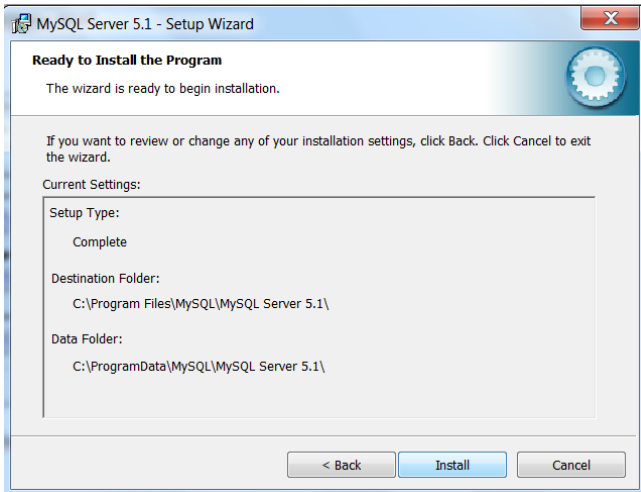 MySQL Server 5.1 - Setup Wizard
Ready to Install the Program
The wizard is ready to begin installation.
If you want to review or change any of your installation settings, click Back. Click Cancel to exit
the wizard.
Current Settings:
Setup Type:
Complete
Destination Folder:
C:\Program Files\MySQL\MySQL Server 5.1\
Data Folder:
C:\ProgramData\MySQL\MySQL Server 5.1\
< Back
Install
Cancel